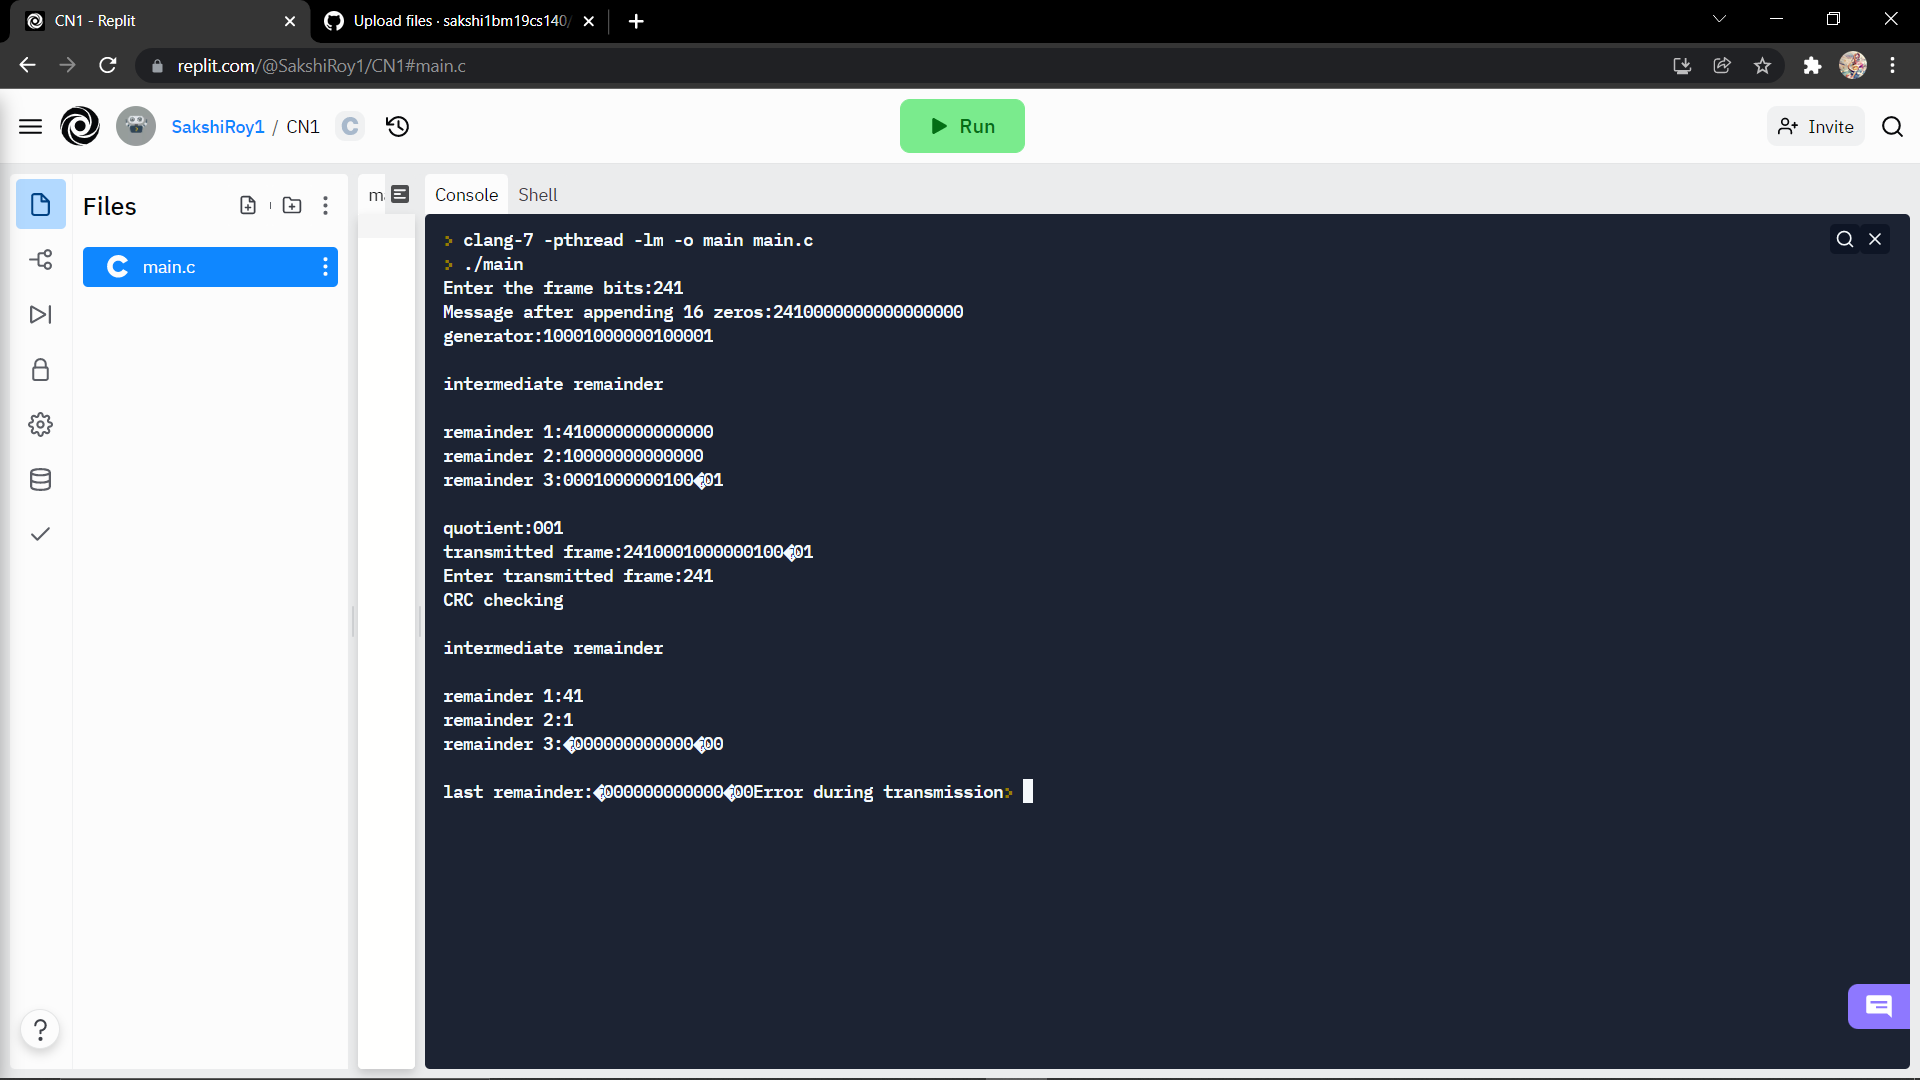 CN1 - Replit
Upload files · sakshi1bm19cs140/
replit.com/@SakshiRoy1/CN1#main.c
SakshiRoy1 / CN1
C
Run
Invite
Files
Console
Shell
main.c
clang-7 -pthread -lm -o main main.c
./main
Enter the frame bits:241
Message after appending 16 zeros:2410000000000000000
generator:10001000000100001

intermediate remainder

remainder 1:410000000000000
remainder 2:10000000000000
remainder 3:0001000000100�01

quotient:001
transmitted frame:2410001000000100�01
Enter transmitted frame:241
CRC checking

intermediate remainder

remainder 1:41
remainder 2:1
remainder 3:�000000000000�00

last remainder:�000000000000�00Error during transmission
?